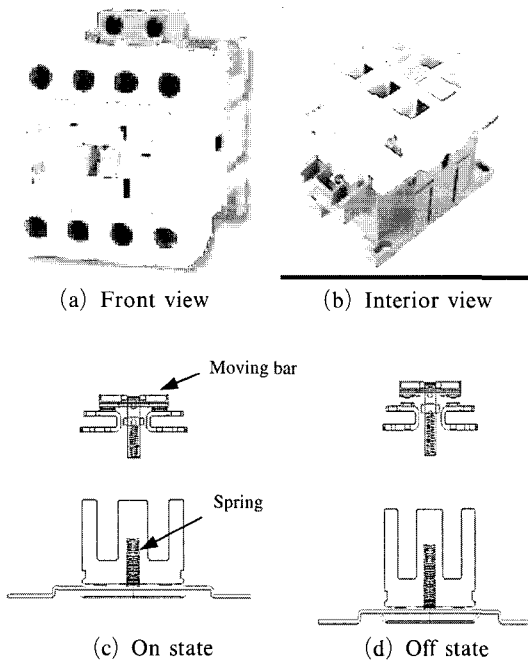 (a) Front view
(b) Interior view
Moving bar
Spring
(c) On state
(d) Off state